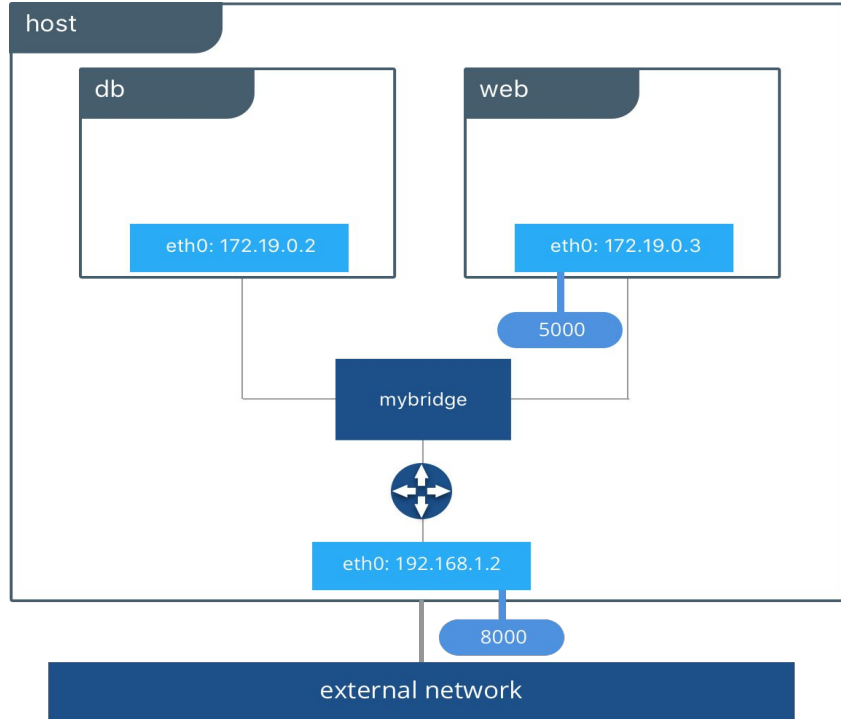 host
db
web
eth0: 172.19.0.2
eth0: 172.19.0.3
5000
mybridge
eth0: 192.168.1.2
8000
external network